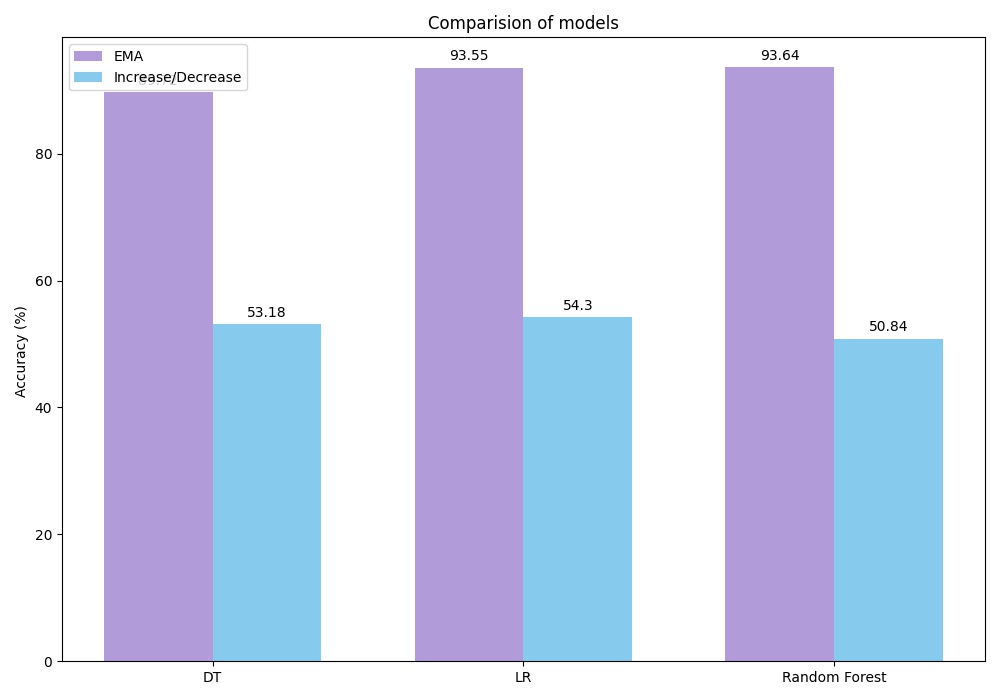 Comparision of models
EMA
Increase/Decrease
93.55
93.64
53.18
54.3
50.84
Accuracy (%)
80
60
40
20
0
DT
LR
Random Forest